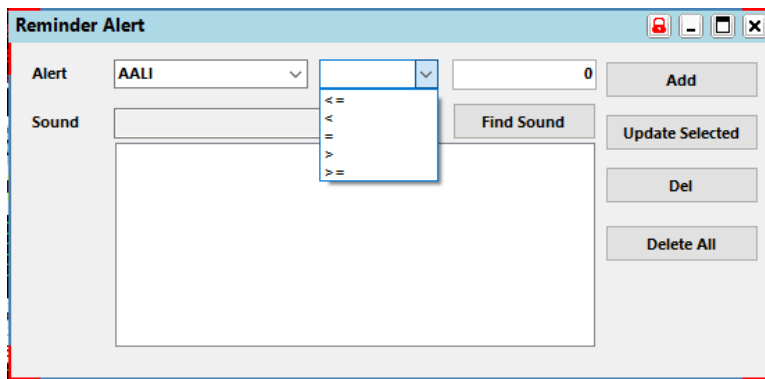 Reminder Alert
Alert AALI 0 Add
<=
<
=
>
>=
Sound Find Sound Update Selected
Del
Delete All